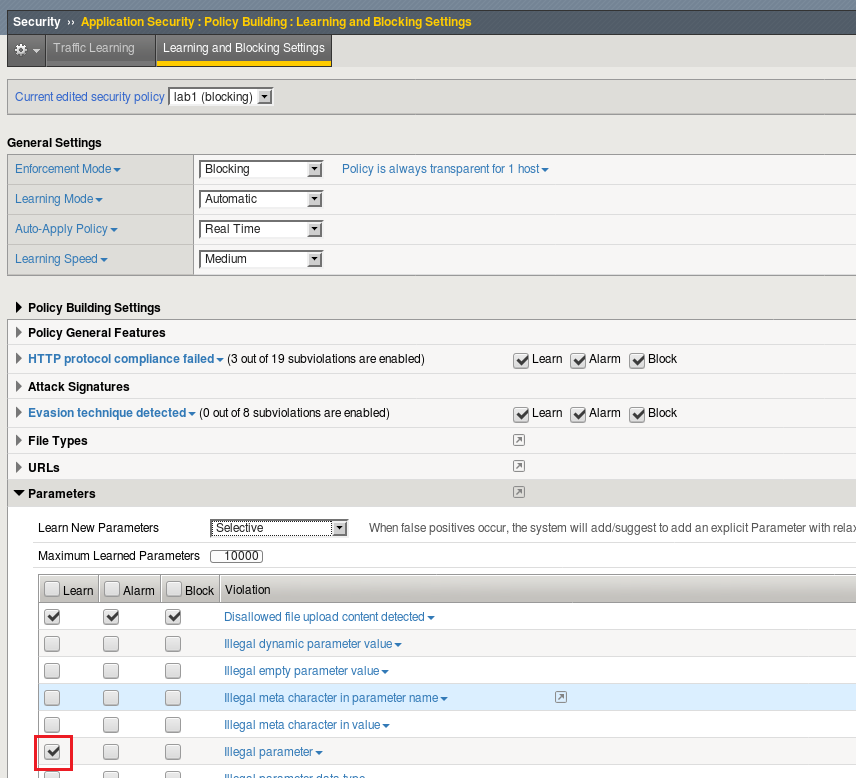 Security ›› Application Security : Policy Building : Learning and Blocking Settings
Traffic Learning Learning and Blocking Settings
Current edited security policy lab1 (blocking)
General Settings
Enforcement Mode Blocking Policy is always transparent for 1 host
Learning Mode Automatic
Auto-Apply Policy Real Time
Learning Speed Medium
Policy Building Settings
Policy General Features
HTTP protocol compliance failed (3 out of 19 subviolations are enabled) Learn Alarm Block
Attack Signatures
Evasion technique detected (0 out of 8 subviolations are enabled) Learn Alarm Block
File Types
URLs
Parameters
Learn New Parameters Selective When false positives occur, the system will add/suggest to add an explicit Parameter with relax
Maximum Learned Parameters 10000
Learn Alarm Block Violation
Disallowed file upload content detected
Illegal dynamic parameter value
Illegal empty parameter value
Illegal meta character in parameter name
Illegal meta character in value
Illegal parameter
Illegal parameter data type